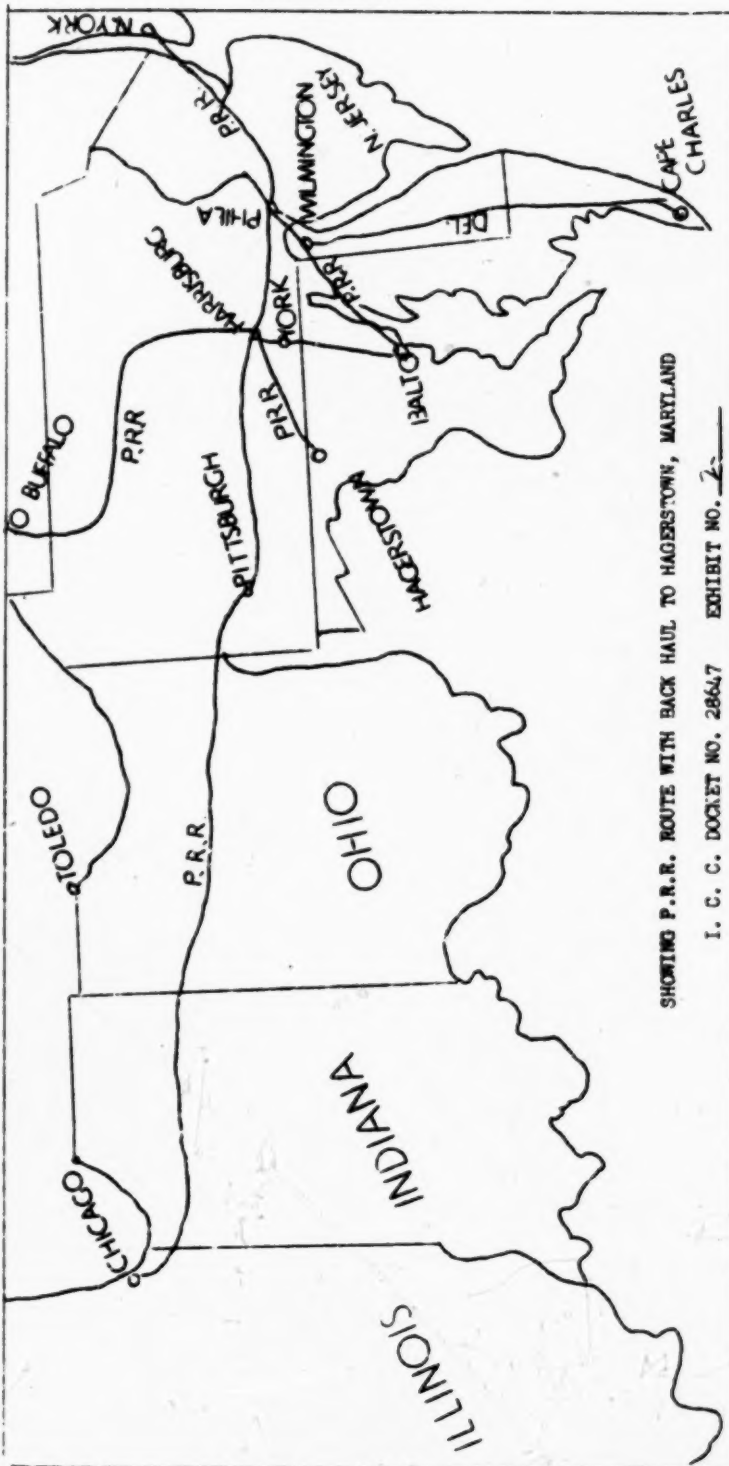 N.YORK
P.R.R.
N. JERSEY
WILMINGTON
PHILA
HARRISBURG
YORK
P.R.R
DEL.
CAPE
CHARLES
BALTO
P.R.R
HAGERSTOWN
BUFFALO
P.R.R
PITTSBURGH
TOLEDO
P.R.R
OHIO
CHICAGO
INDIANA
ILLINOIS
SHOWING P.R.R. ROUTE WITH BACK HAUL TO HAGERSTOWN, MARYLAND
I. C. C. DOCKET NO. 28647 EXHIBIT NO. 2